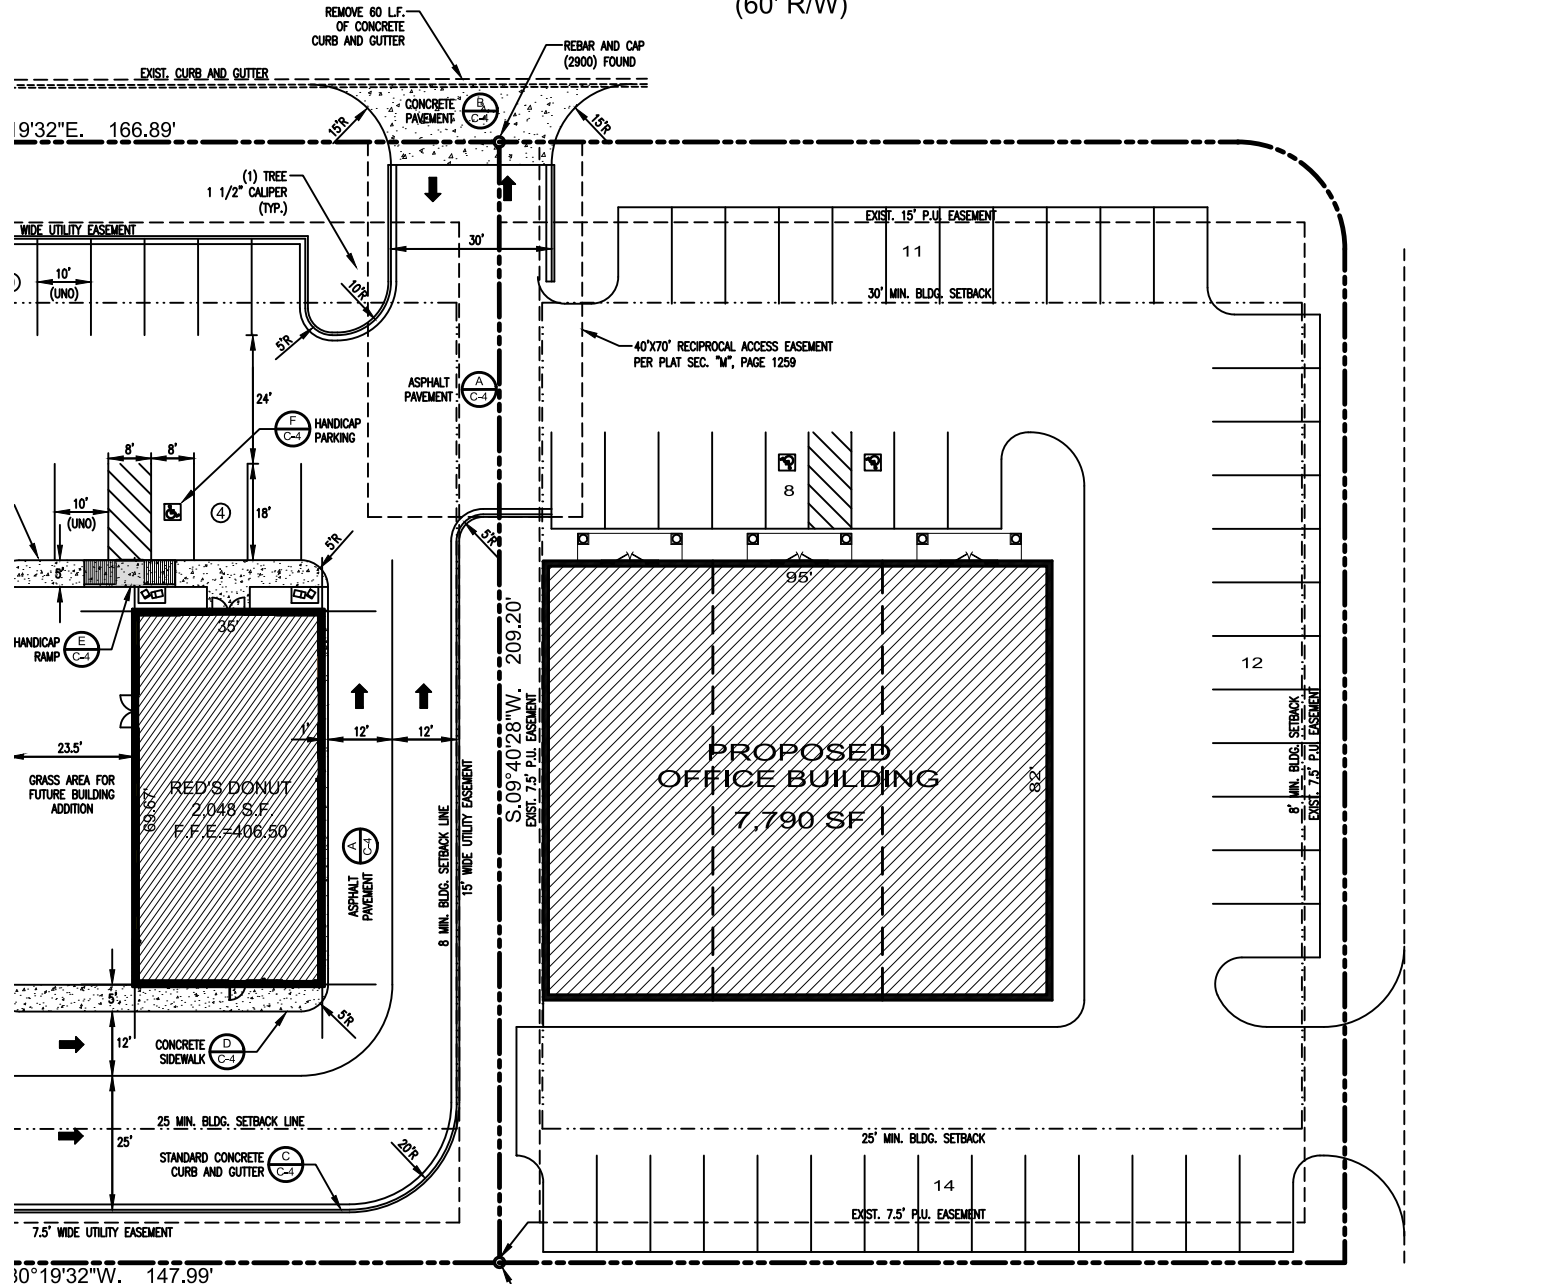 (60' R/W)
REMOVE 60 L.F.
OF CONCRETE
CURB AND GUTTER
REBAR AND CAP
(2900) FOUND
EXIST. CURB AND GUTTER
CONCRETE
PAVEMENT
B
C-4
15'R
15'R
19'32"E. 166.89'
(1) TREE
1 1/2" CALIPER
(TYP.)
WIDE UTILITY EASEMENT
EXIST. 15' P.U. EASEMENT
30'
11
10'
(UNO)
10'R
30' MIN. BLDG. SETBACK
5'R
40'X70' RECIPROCAL ACCESS EASEMENT
PER PLAT SEC. "M", PAGE 1259
ASPHALT
PAVEMENT
A
C-4
24'
F
C-4
HANDICAP
PARKING
8'
8'
10'
(UNO)
4
18'
8
5'R
5'R
5'
95'
35'
HANDICAP
RAMP
E
C-4
S.09°40'28"W. 209.20'
EXIST. 7.5' P.U. EASEMENT
12
8' MIN. BLDG. SETBACK
EXIST. 7.5' P.U. EASEMENT
23.5'
1'
12'
12'
GRASS AREA FOR
FUTURE BUILDING
ADDITION
69.67'
RED'S DONUT
2,048 S.F.
F.F.E.=406.50
PROPOSED
OFFICE BUILDING
7,790 SF
82'
A
C-4
ASPHALT
PAVEMENT
8 MIN. BLDG. SETBACK LINE
15' WIDE UTILITY EASEMENT
5'
5'R
12'
CONCRETE
SIDEWALK
D
C-4
25 MIN. BLDG. SETBACK LINE
25'
25' MIN. BLDG. SETBACK
20'R
STANDARD CONCRETE
CURB AND GUTTER
C
C-4
14
EXIST. 7.5' P.U. EASEMENT
7.5' WIDE UTILITY EASEMENT
80°19'32"W. 147.99'